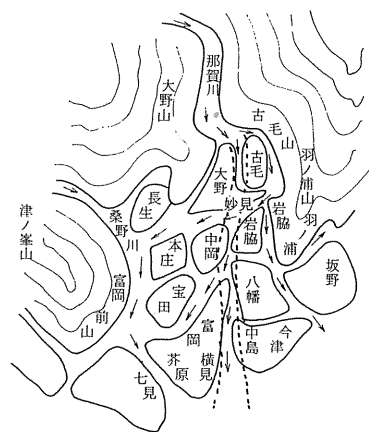 那賀川
大野山
古毛山
古毛
羽ノ浦山
大野
妙見
長生
岩脇
羽ノ浦
桑野川
津ノ峯山
中岡
岩脇
本庄
坂野
富岡
前山
宝田
八幡
富岡
芥原
横見
今津
中島
七見